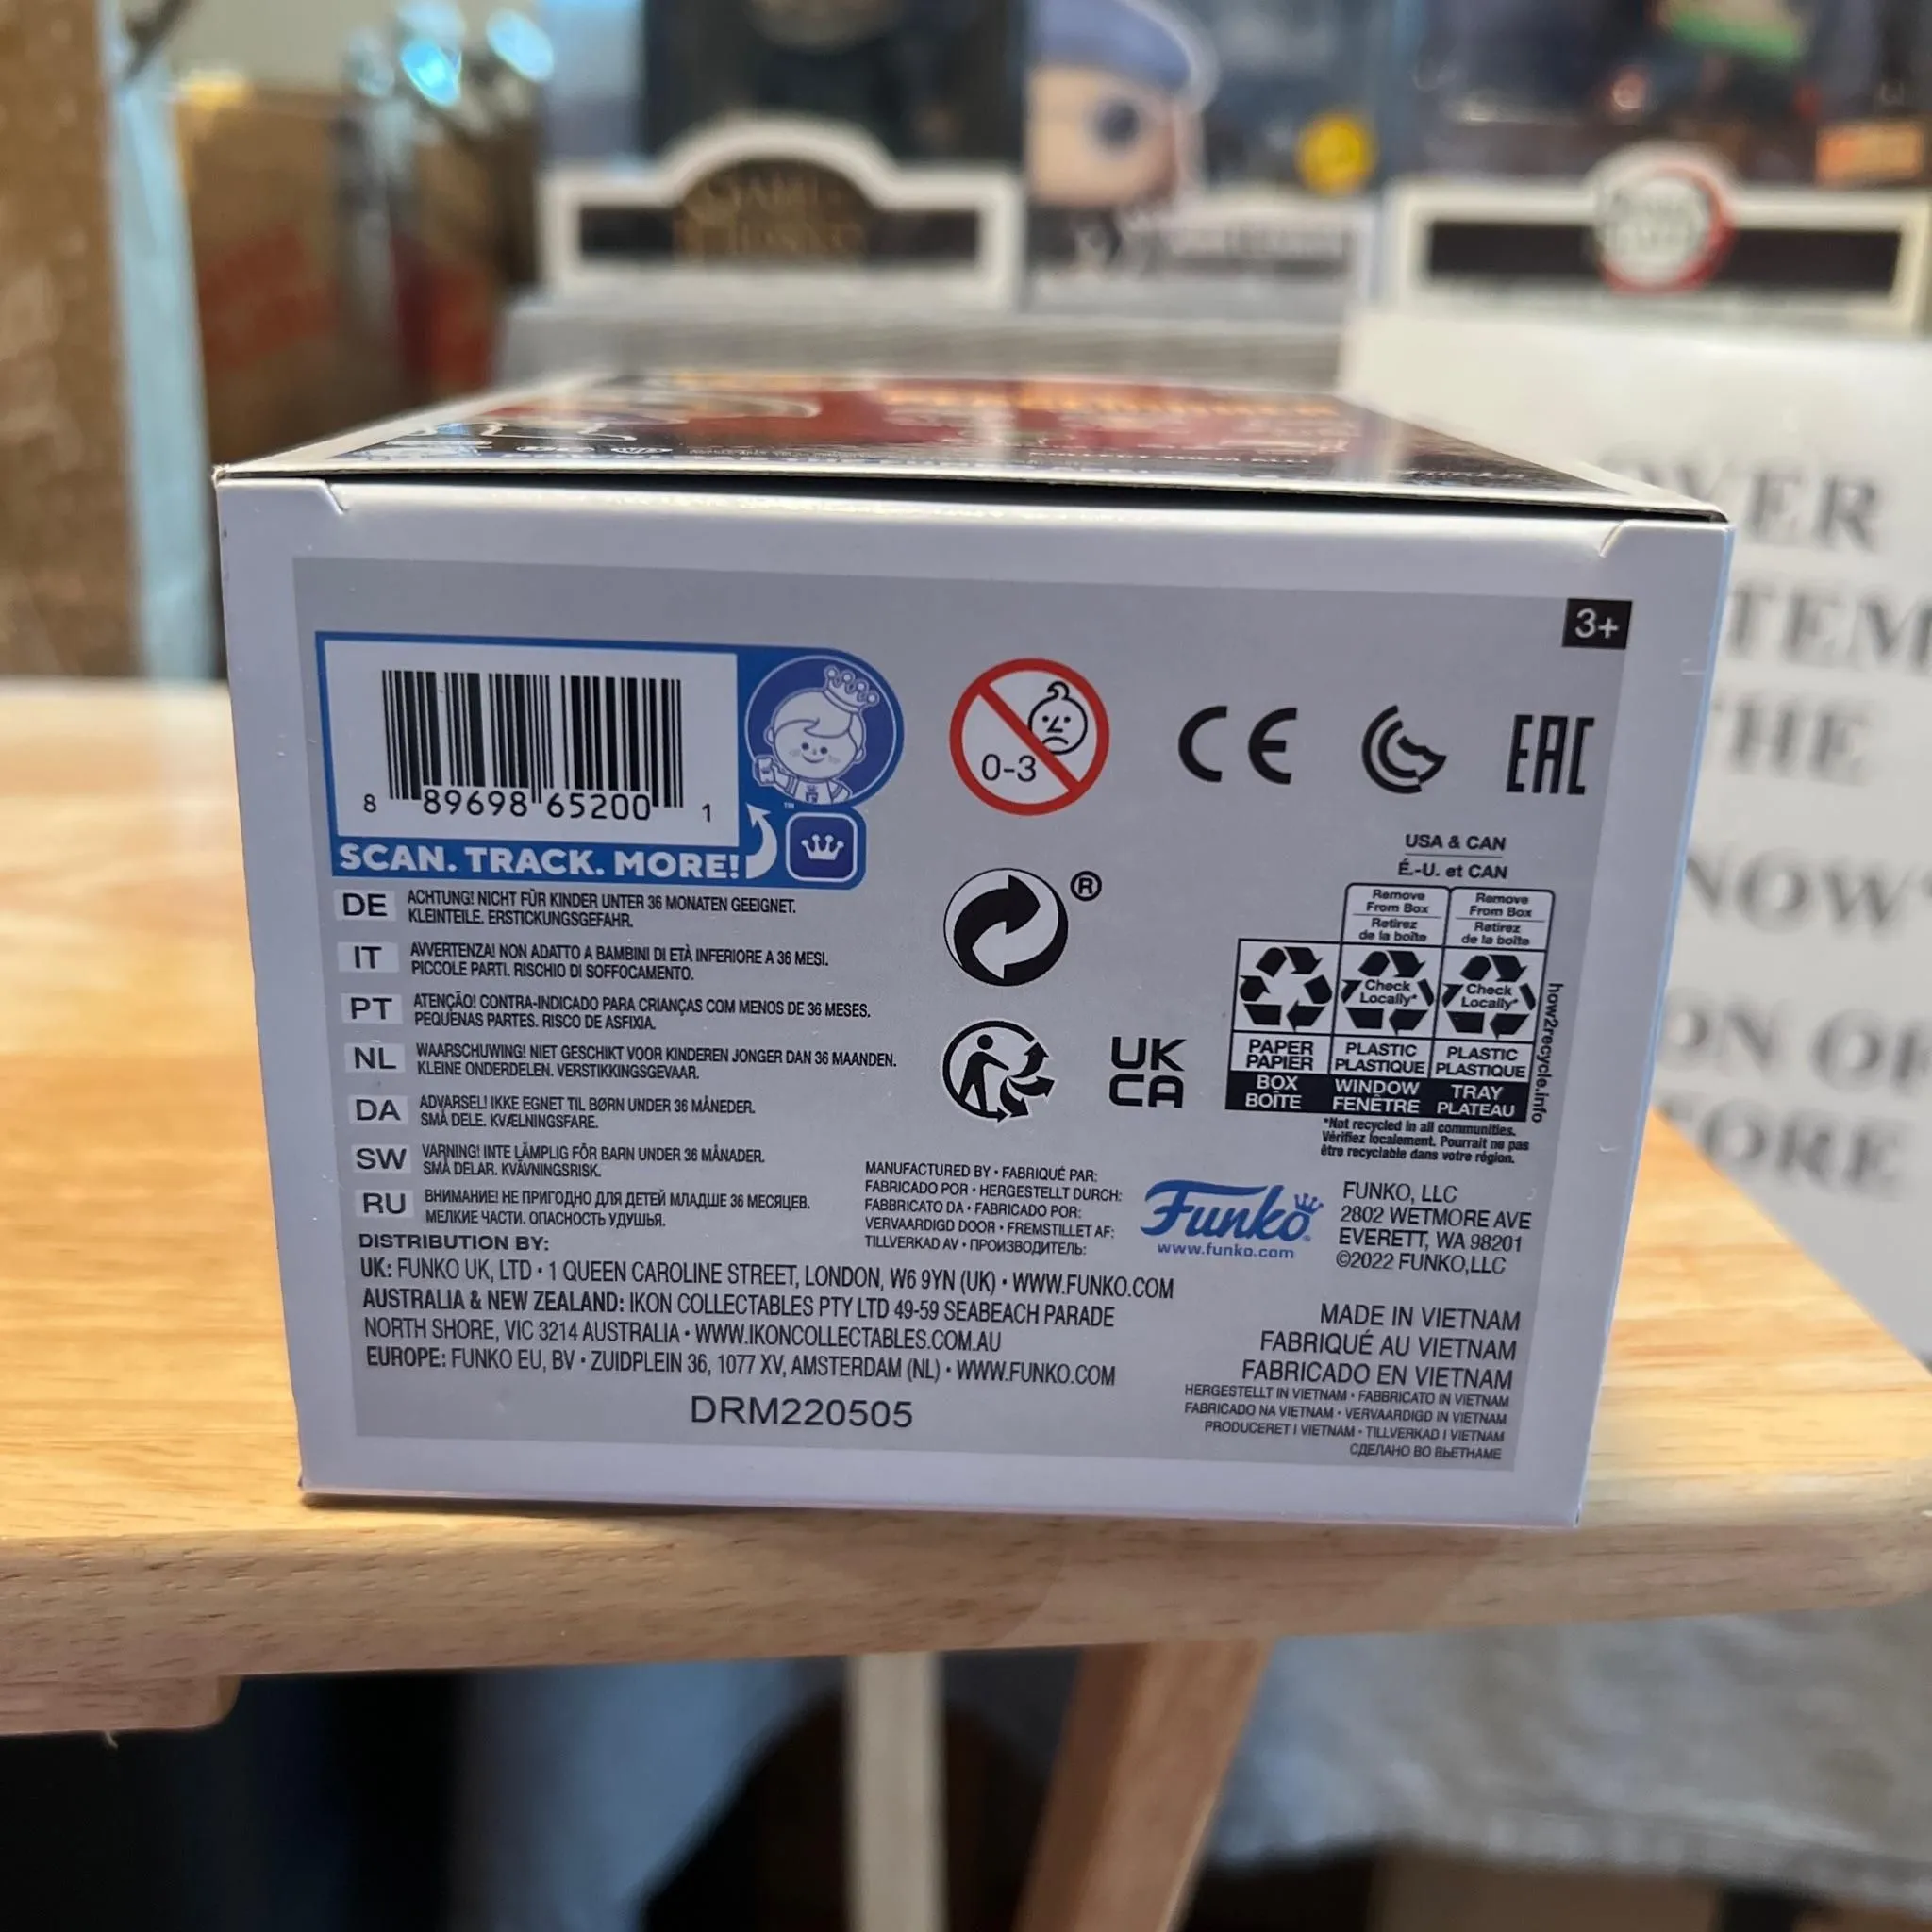 3+
8 89698 65200 1
SCAN. TRACK. MORE!
™
0-3
CE
EAC
DE ACHTUNG! NICHT FÜR KINDER UNTER 36 MONATEN GEEIGNET.
KLEINTEILE. ERSTICKUNGSGEFAHR.
IT AVVERTENZA! NON ADATTO A BAMBINI DI ETÀ INFERIORE A 36 MESI.
PICCOLE PARTI. RISCHIO DI SOFFOCAMENTO.
PT ATENÇÃO! CONTRA-INDICADO PARA CRIANÇAS COM MENOS DE 36 MESES.
PEQUENAS PARTES. RISCO DE ASFIXIA.
NL WAARSCHUWING! NIET GESCHIKT VOOR KINDEREN JONGER DAN 36 MAANDEN.
KLEINE ONDERDELEN. VERSTIKKINGSGEVAAR.
DA ADVARSEL! IKKE EGNET TIL BØRN UNDER 36 MÅNEDER.
SMÅ DELE. KVÆLNINGSFARE.
SW VARNING! INTE LÄMPLIG FÖR BARN UNDER 36 MÅNADER.
SMÅ DELAR. KVÄVNINGSRISK.
RU ВНИМАНИЕ! НЕ ПРИГОДНО ДЛЯ ДЕТЕЙ МЛАДШЕ 36 МЕСЯЦЕВ.
МЕЛКИЕ ЧАСТИ. ОПАСНОСТЬ УДУШЬЯ.
®
UK
CA
USA & CAN
É.-U. et CAN
Remove
From Box
Retirez
de la boîte
Remove
From Box
Retirez
de la boîte
Check
Locally*
Check
Locally*
PAPER
PAPIER
PLASTIC
PLASTIQUE
PLASTIC
PLASTIQUE
BOX
BOÎTE
WINDOW
FENÊTRE
TRAY
PLATEAU
how2recycle.info
*Not recycled in all communities.
Vérifiez localement. Pourrait ne pas
être recyclable dans votre région.
MANUFACTURED BY • FABRIQUÉ PAR:
FABRICADO POR • HERGESTELLT DURCH:
FABBRICATO DA • FABRICADO POR:
VERVAARDIGD DOOR • FREMSTILLET AF:
TILLVERKAD AV • ПРОИЗВОДИТЕЛЬ:
Funko
www.funko.com
FUNKO, LLC
2802 WETMORE AVE
EVERETT, WA 98201
©2022 FUNKO,LLC
DISTRIBUTION BY:
UK: FUNKO UK, LTD • 1 QUEEN CAROLINE STREET, LONDON, W6 9YN (UK) • WWW.FUNKO.COM
AUSTRALIA & NEW ZEALAND: IKON COLLECTABLES PTY LTD 49-59 SEABEACH PARADE
NORTH SHORE, VIC 3214 AUSTRALIA • WWW.IKONCOLLECTABLES.COM.AU
EUROPE: FUNKO EU, BV • ZUIDPLEIN 36, 1077 XV, AMSTERDAM (NL) • WWW.FUNKO.COM
DRM220505
MADE IN VIETNAM
FABRIQUÉ AU VIETNAM
FABRICADO EN VIETNAM
HERGESTELLT IN VIETNAM • FABBRICATO IN VIETNAM
FABRICADO NA VIETNAM • VERVAARDIGD IN VIETNAM
PRODUCERET I VIETNAM • TILLVERKAD I VIETNAM
СДЕЛАНО ВО ВЬЕТНАМЕ